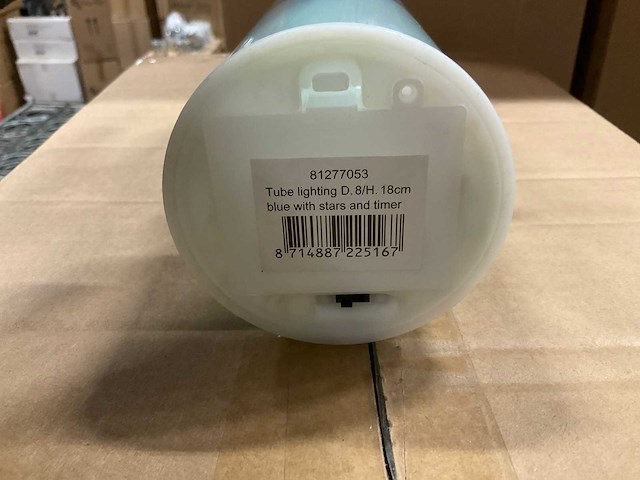 81277053
Tube lighting D. 8/H. 18cm
blue with stars and timer
8 714887 225167